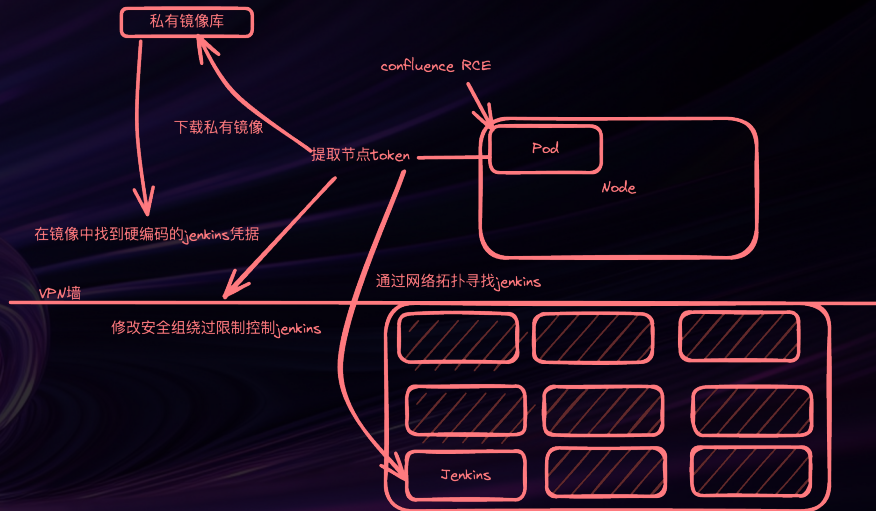 私有镜像库
confluence RCE
下载私有镜像
提取节点token
Pod
Node
在镜像中找到硬编码的jenkins凭据
通过网络拓扑寻找jenkins
VPN墙
修改安全组绕过限制控制jenkins
Jenkins